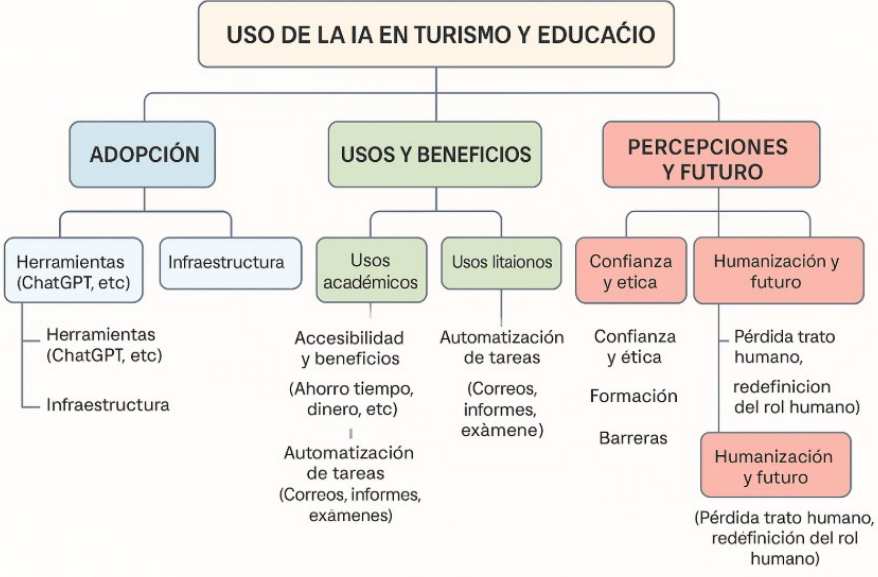 USO DE LA IA EN TURISMO Y EDUCAĆIO
ADOPCIÓN
USOS Y BENEFICIOS
PERCEPCIONES
Y FUTURO
Herramientas
(ChatGPT, etc)
Infraestructura
Usos
académicos
Usos litaionos
Confianza
y etica
Humanización y
futuro
Herramientas
(ChatGPT, etc)
Infraestructura
Accesibilidad
y beneficios
(Ahorro tiempo,
dinero, etc)
Automatización
de tareas
(Correos, informes,
exámenes)
Automatización
de tareas
(Correos,
informes,
exàmene)
Confianza
y ética
Formación
Barreras
Pérdida trato
humano,
redefinicion
del rol humano)
Humanización
y futuro
(Pérdida trato humano,
redéfinición del rol
humano)